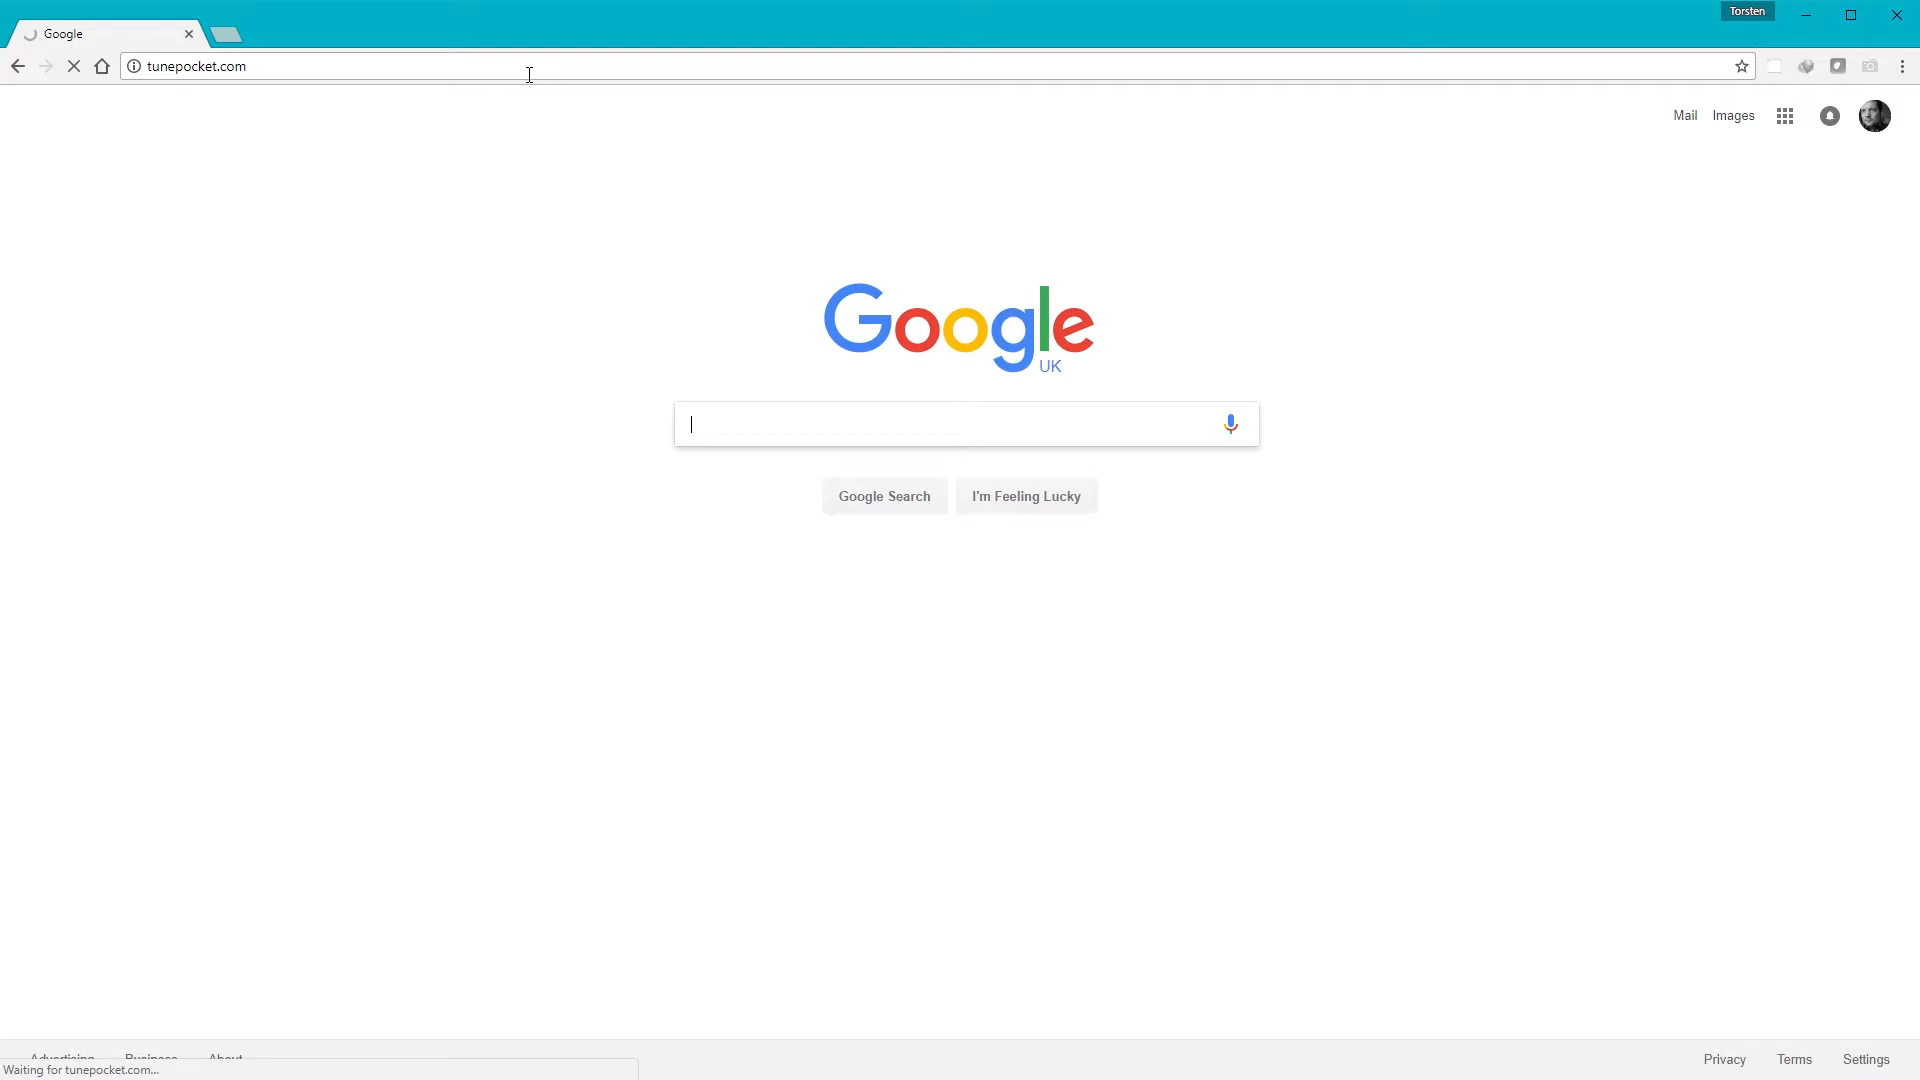 Torsten
Google
tunepocket.com
Mail Images
Google
UK
Google Search I'm Feeling Lucky
Advertising Business About
Privacy Terms Settings
Waiting for tunepocket.com...